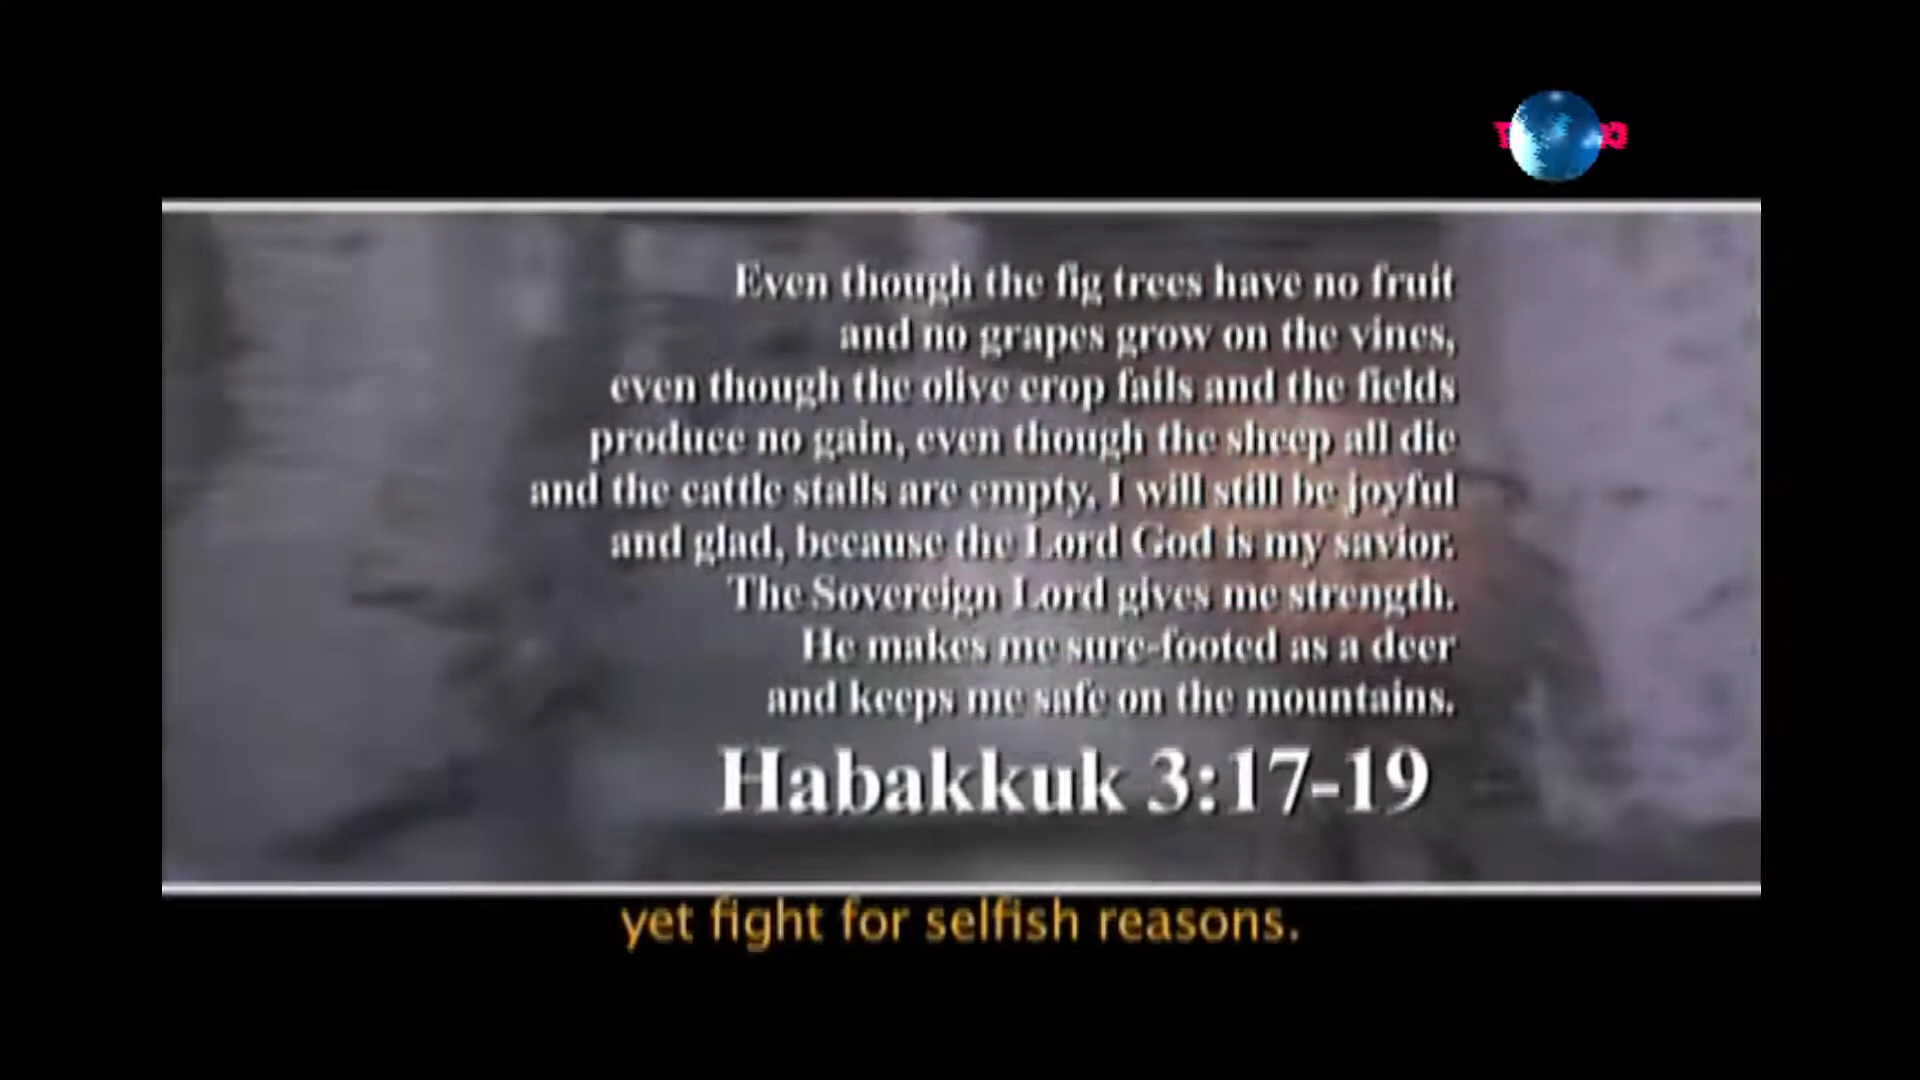 Even though the fig trees have no fruit
and no grapes grow on the vines,
even though the olive crop fails and the fields
produce no gain, even though the sheep all die
and the cattle stalls are empty, I will still be joyful
and glad, because the Lord God is my savior.
The Sovereign Lord gives me strength.
He makes me sure-footed as a deer
and keeps me safe on the mountains.
Habakkuk 3:17-19
yet fight for selfish reasons.